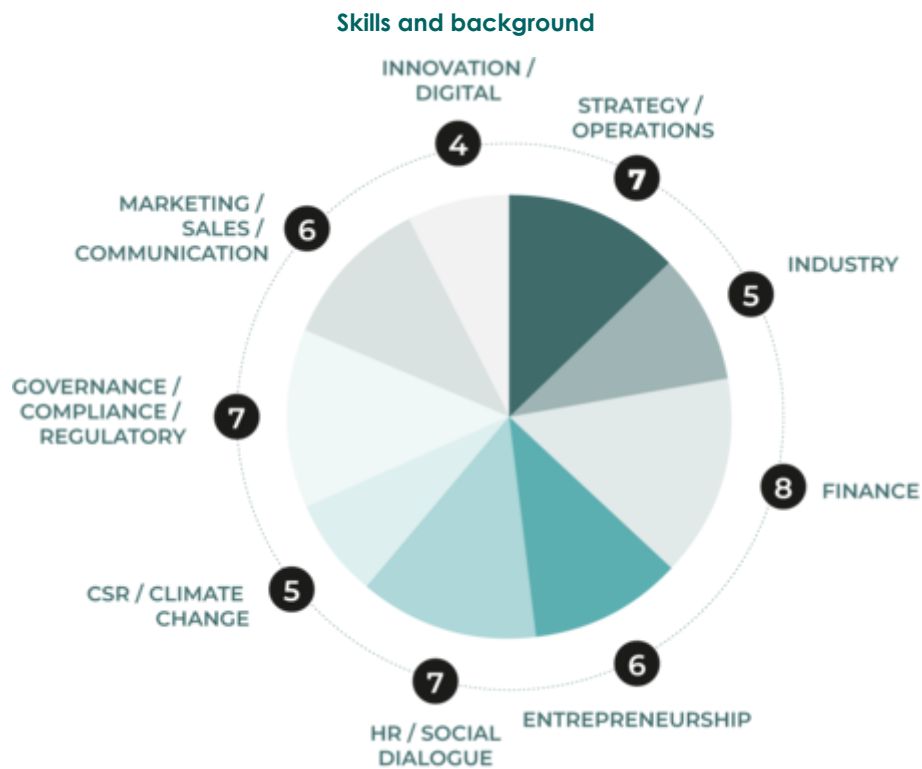 Skills and background
INNOVATION /
DIGITAL
4
STRATEGY /
OPERATIONS
7
INDUSTRY
5
FINANCE
8
ENTREPRENEURSHIP
6
HR / SOCIAL
DIALOGUE
7
CSR / CLIMATE
CHANGE
5
GOVERNANCE /
COMPLIANCE /
REGULATORY
7
MARKETING /
SALES /
COMMUNICATION
6